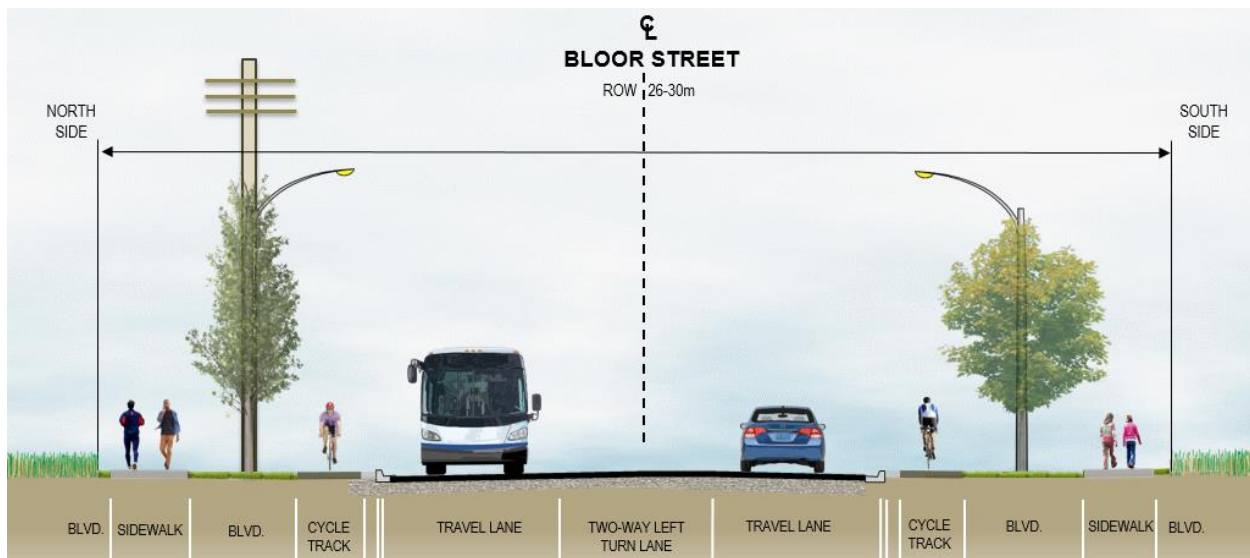 ℄
BLOOR STREET
ROW 26-30m
NORTH
SIDE
SOUTH
SIDE
BLVD.
SIDEWALK
BLVD.
CYCLE
TRACK
TRAVEL LANE
TWO-WAY LEFT
TURN LANE
TRAVEL LANE
CYCLE
TRACK
BLVD.
SIDEWALK
BLVD.